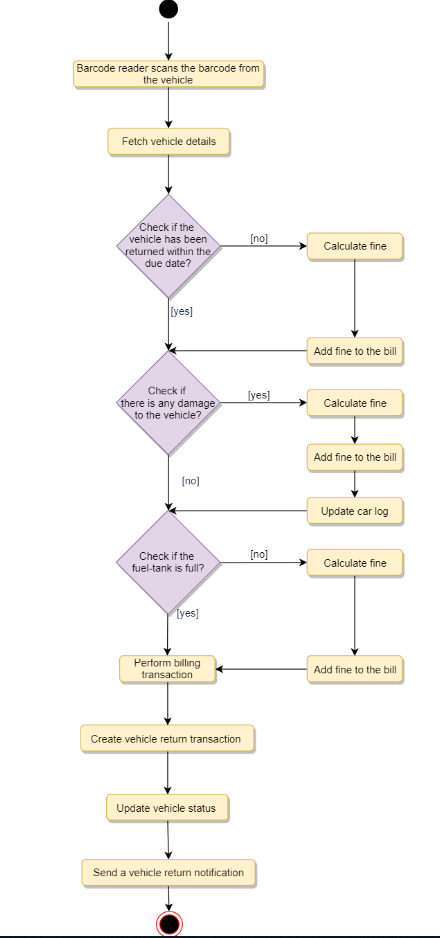 Barcode reader scans the barcode from
the vehicle
Fetch vehicle details
Check if the
vehicle has been
returned within the
due date?
[no]
Calculate fine
[yes]
Add fine to the bill
Check if
there is any damage
to the vehicle?
[yes]
Calculate fine
Add fine to the bill
[no]
Update car log
Check if the
fuel-tank is full?
[no]
Calculate fine
[yes]
Perform billing
transaction
Add fine to the bill
Create vehicle return transaction
Update vehicle status
Send a vehicle return notification